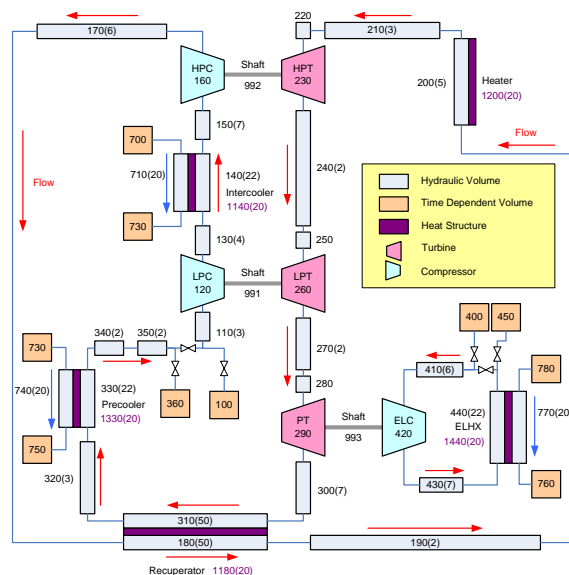 220
170(6)
210(3)
HPC
160
Shaft
992
HPT
230
200(5)
Heater
1200(20)
150(7)
Flow
700
710(20)
730
140(22)
Intercooler
1140(20)
240(2)
Flow
Hydraulic Volume
Time Dependent Volume
Heat Structure
Turbine
Compressor
130(4)
250
LPC
120
Shaft
991
LPT
260
110(3)
340(2)
350(2)
270(2)
400
450
730
740(20)
750
330(22)
Precooler
1330(20)
360
100
280
410(6)
780
770(20)
760
440(22)
ELHX
1440(20)
PT
290
Shaft
993
ELC
420
320(3)
300(7)
430(7)
310(50)
180(50)
190(2)
Recuperator 1180(20)